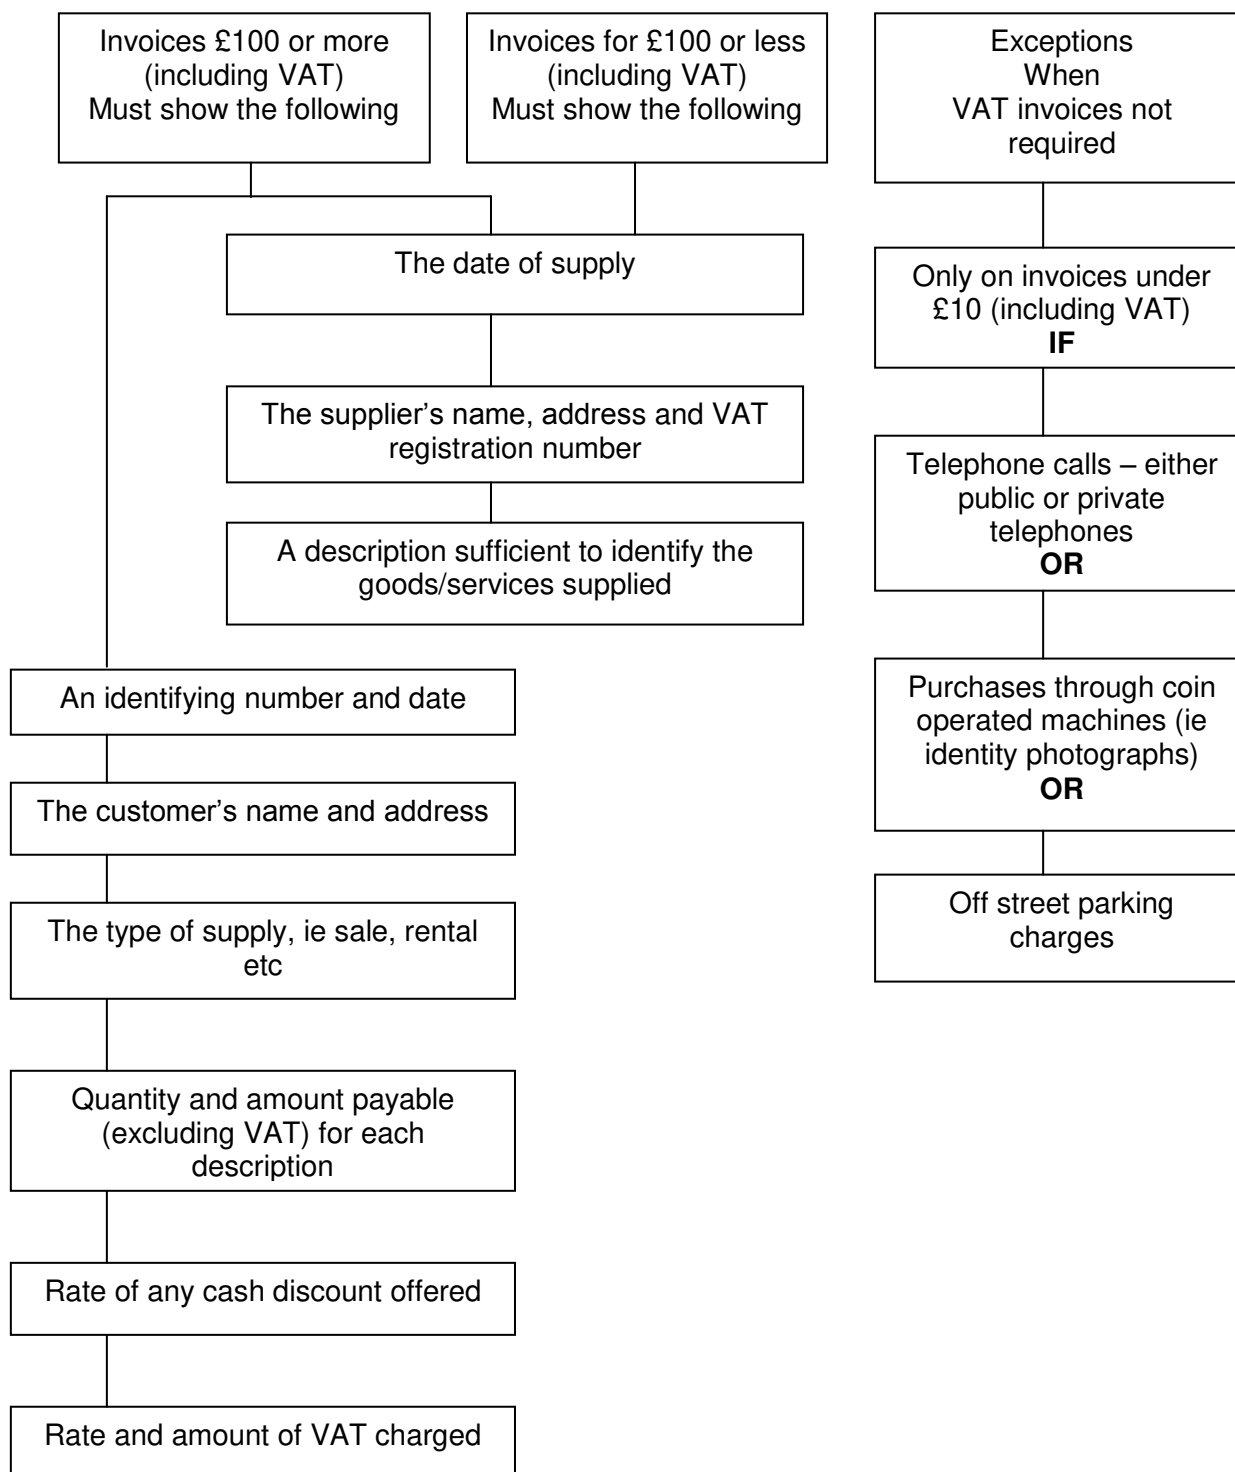 Invoices £100 or more
(including VAT)
Must show the following
Invoices for £100 or less
(including VAT)
Must show the following
Exceptions
When
VAT invoices not
required
The date of supply
Only on invoices under
£10 (including VAT)
IF
The supplier’s name, address and VAT
registration number
Telephone calls – either
public or private
telephones
OR
A description sufficient to identify the
goods/services supplied
An identifying number and date
Purchases through coin
operated machines (ie
identity photographs)
OR
The customer’s name and address
The type of supply, ie sale, rental
etc
Off street parking
charges
Quantity and amount payable
(excluding VAT) for each
description
Rate of any cash discount offered
Rate and amount of VAT charged